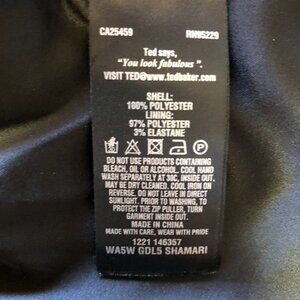 CA25459 RN95229
Ted says,
"You look fabulous".
VISIT TED@www.tedbaker.com
SHELL:
100% POLYESTER
LINING:
97% POLYESTER
3% ELASTANE
DO NOT USE PRODUCTS CONTAINING
BLEACH, OIL OR ALCOHOL. COOL HAND
WASH SEPARATELY AT 30C, INSIDE OUT.
MAY BE DRY CLEANED. COOL IRON ON
REVERSE. DO NOT LEAVE IN DIRECT
SUNLIGHT. PRIOR TO WASHING, TO
PROTECT THE ZIP PULLER, TURN
GARMENT INSIDE OUT.
MADE IN CHINA
MADE WITH CARE, WEAR WITH PRIDE
1221 146357
WA5W GDL5 SHAMARI